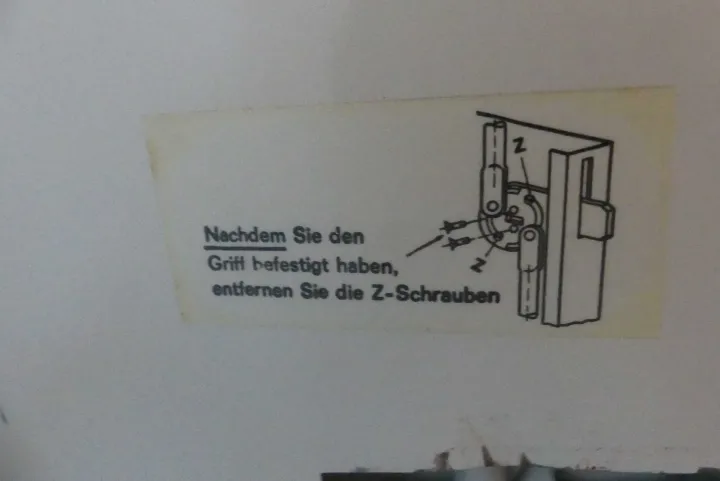 Nachdem Sie den
Griff befestigt haben,
entfernen Sie die Z-Schrauben
Z
Z